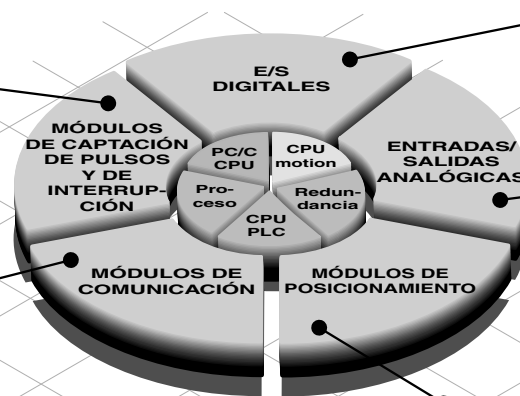 E/S
DIGITALES
MÓDULOS
DE CAPTACIÓN
DE PULSOS
Y DE
INTERRUP-
CIÓN
PC/C
CPU
CPU
motion
ENTRADAS/
SALIDAS
ANALÓGICAS
Pro-
ceso
Redun-
dancia
CPU
PLC
MÓDULOS DE
COMUNICACIÓN
MÓDULOS DE
POSICIONAMIENTO